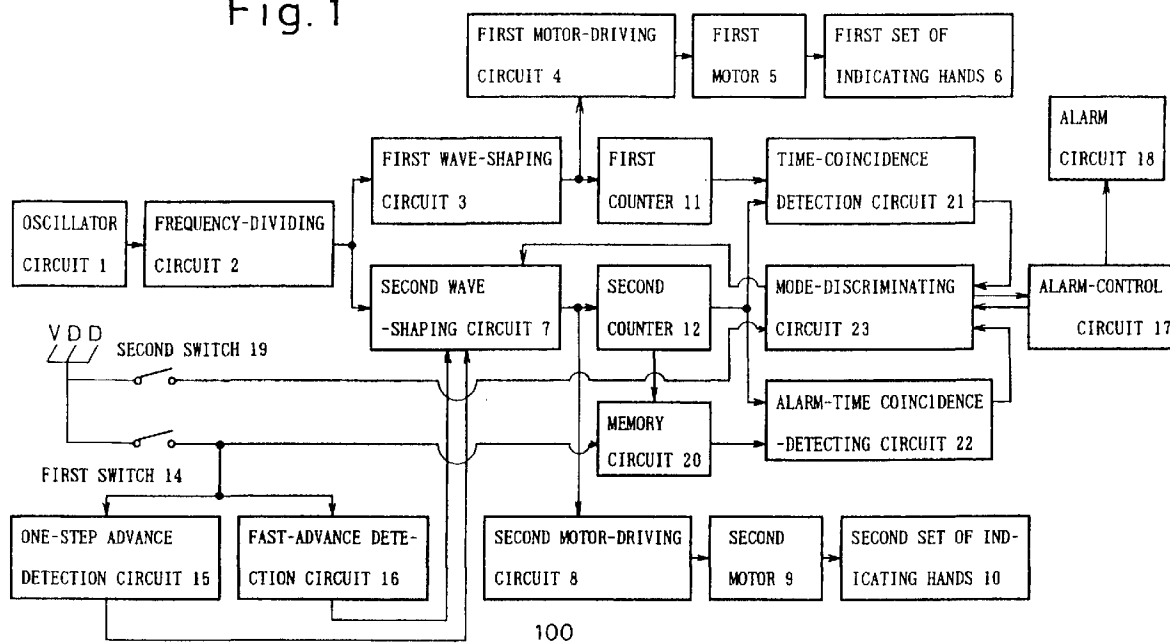 Fig. 1
FIRST MOTOR-DRIVING
CIRCUIT 4
FIRST
MOTOR 5
FIRST SET OF
INDICATING HANDS 6
ALARM
CIRCUIT 18
FIRST WAVE-SHAPING
CIRCUIT 3
FIRST
COUNTER 11
TIME-COINCIDENCE
DETECTION CIRCUIT 21
OSCILLATOR
CIRCUIT 1
FREQUENCY-DIVIDING
CIRCUIT 2
SECOND WAVE
-SHAPING CIRCUIT 7
SECOND
COUNTER 12
MODE-DISCRIMINATING
CIRCUIT 23
ALARM-CONTROL
CIRCUIT 17
VDD
SECOND SWITCH 19
FIRST SWITCH 14
MEMORY
CIRCUIT 20
ALARM-TIME COINCIDENCE
-DETECTING CIRCUIT 22
ONE-STEP ADVANCE
DETECTION CIRCUIT 15
FAST-ADVANCE DETE-
CTION CIRCUIT 16
SECOND MOTOR-DRIVING
CIRCUIT 8
SECOND
MOTOR 9
SECOND SET OF IND-
ICATING HANDS 10
100